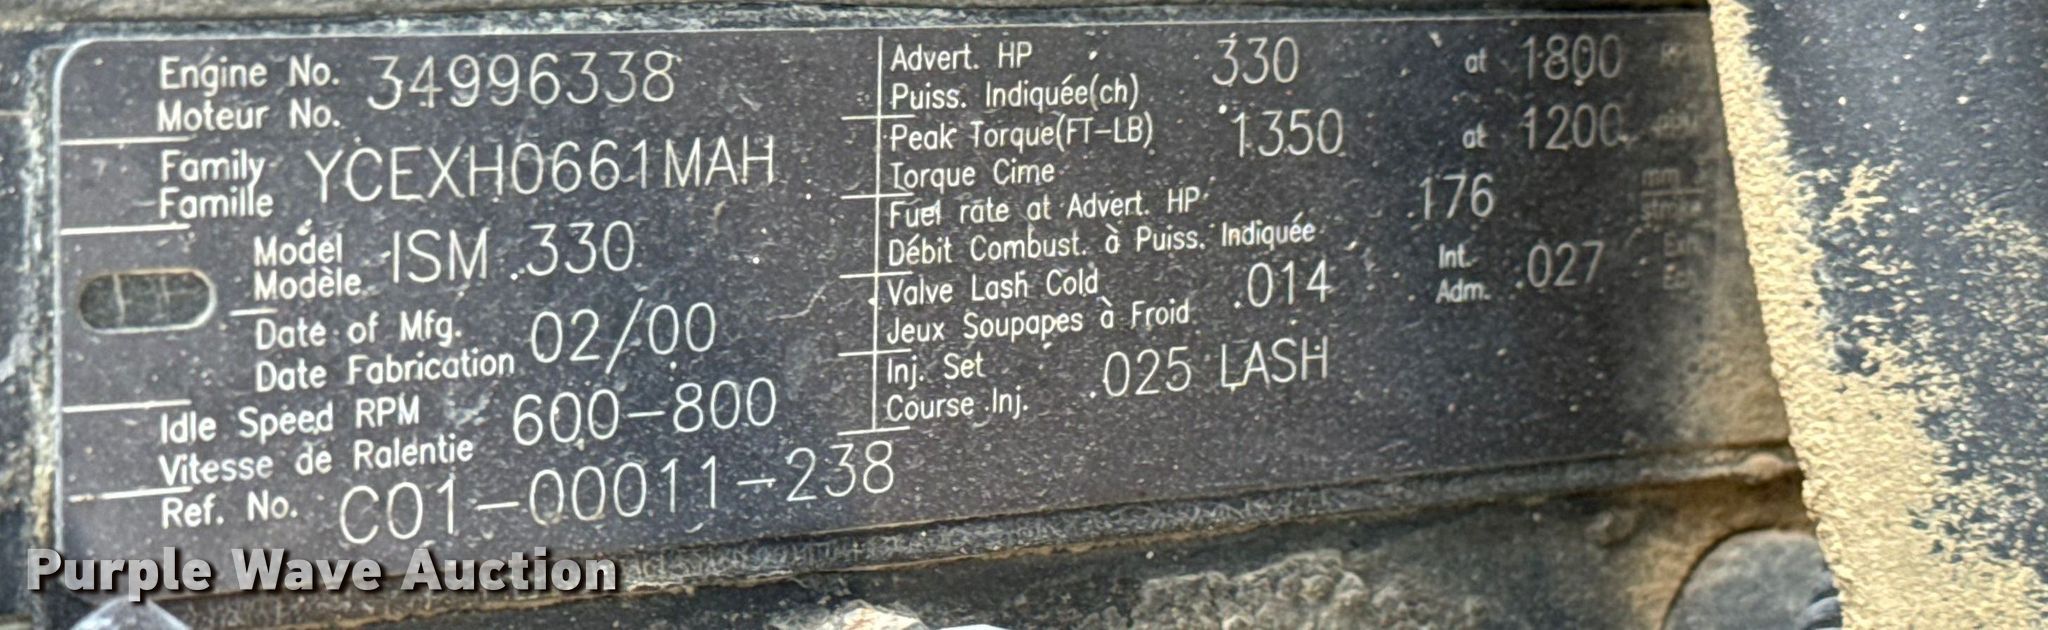 Engine No. 34996338
Moteur No.
Family YCEXH0661MAH
Famille
Model ISM 330
Modèle
Date of Mfg. 02/00
Date Fabrication
Idle Speed RPM 600-800
Vitesse de Ralentie
Ref. No. C01-00011-238
Advert. HP 330 at 1800
Puiss. Indiquée(ch)
Peak Torque(FT-LB) 1350 at 1200
Torque Cime
Fuel rate at Advert. HP 176 mm
Débit Combust. à Puiss. Indiquée
Valve Lash Cold .014 Int. .027
Jeux Soupapes à Froid Adm.
Inj. Set .025 LASH
Course Inj.
Purple Wave Auction